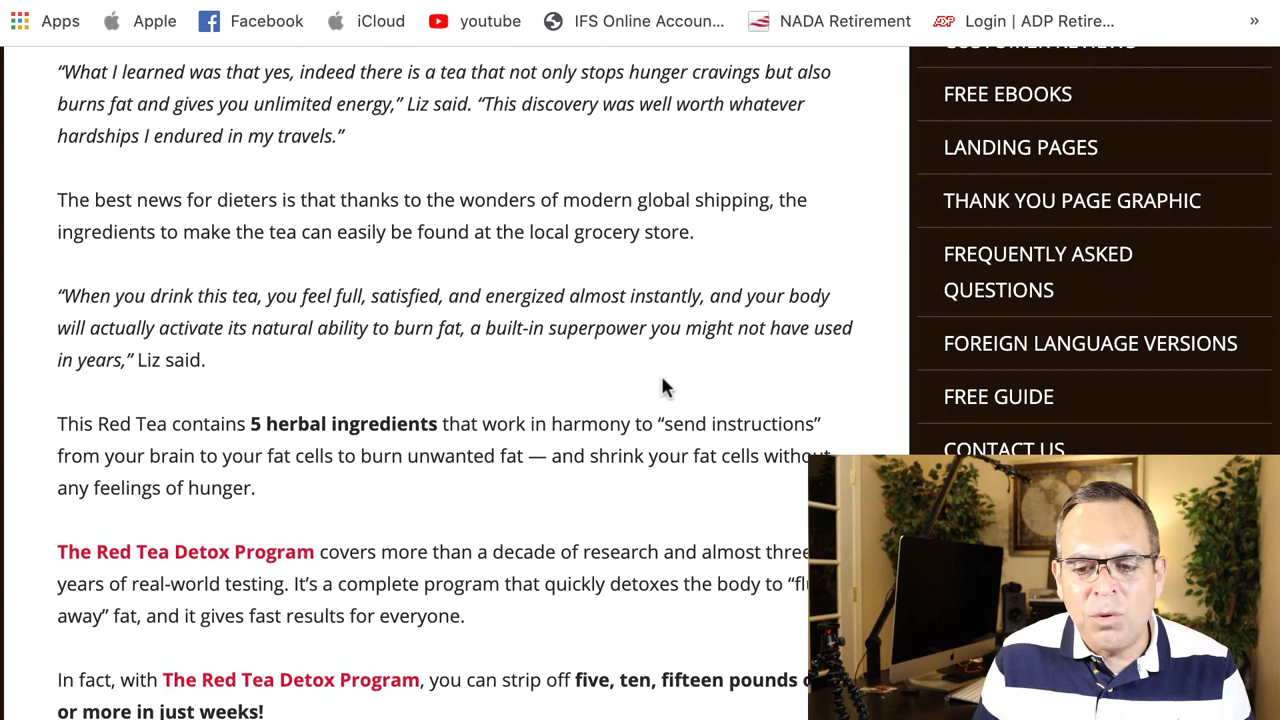 Apps Apple Facebook iCloud youtube IFS Online Accoun... NADA Retirement ADP Login | ADP Retire... »
“What I learned was that yes, indeed there is a tea that not only stops hunger cravings but also
burns fat and gives you unlimited energy,” Liz said. “This discovery was well worth whatever
hardships I endured in my travels.”
The best news for dieters is that thanks to the wonders of modern global shipping, the
ingredients to make the tea can easily be found at the local grocery store.
“When you drink this tea, you feel full, satisfied, and energized almost instantly, and your body
will actually activate its natural ability to burn fat, a built-in superpower you might not have used
in years,” Liz said.
This Red Tea contains 5 herbal ingredients that work in harmony to “send instructions”
from your brain to your fat cells to burn unwanted fat — and shrink your fat cells without
any feelings of hunger.
The Red Tea Detox Program covers more than a decade of research and almost three
years of real-world testing. It’s a complete program that quickly detoxes the body to
away” fat, and it gives fast results for everyone.
In fact, with The Red Tea Detox Program, you can strip off five, ten, fifteen pounds
or more in just weeks!
CUSTOMER REVIEWS
FREE EBOOKS
LANDING PAGES
THANK YOU PAGE GRAPHIC
FREQUENTLY ASKED
QUESTIONS
FOREIGN LANGUAGE VERSIONS
FREE GUIDE
CONTACT US